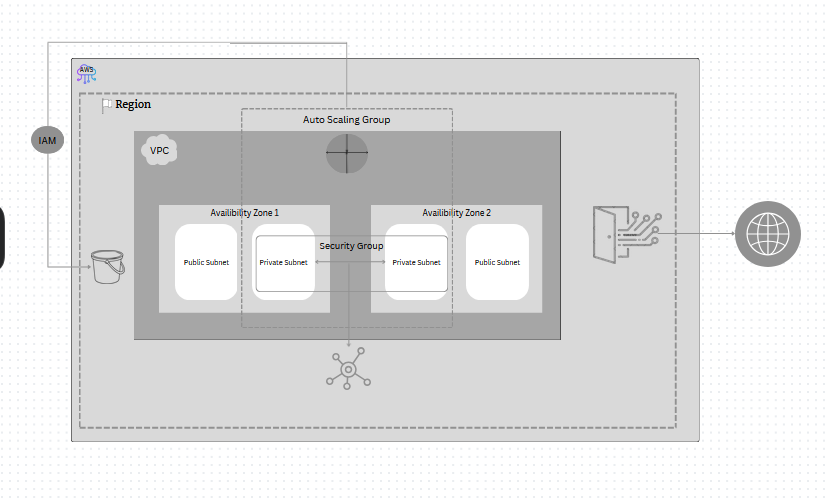 AWS
Region
Auto Scaling Group
IAM
VPC
Availibility Zone 1
Availibility Zone 2
Security Group
Public Subnet
Private Subnet
Private Subnet
Public Subnet